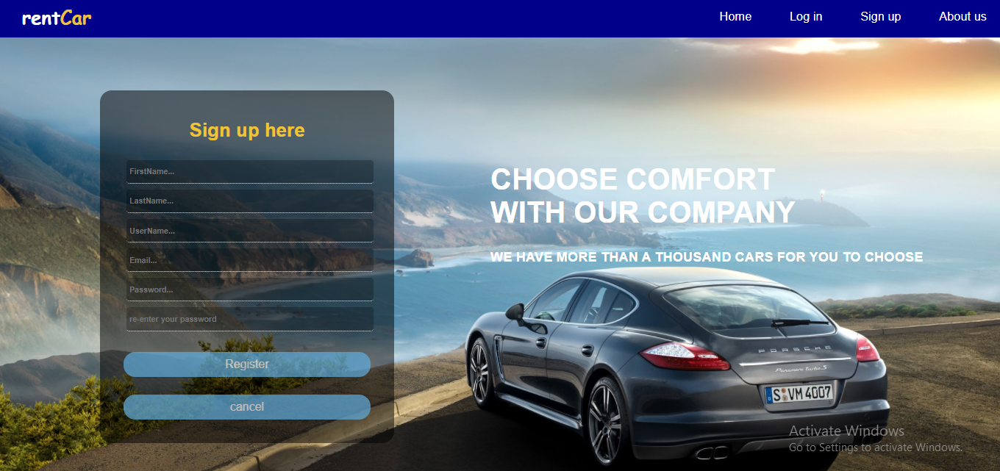 rentCar
Home Log in Sign up About us
Sign up here
FirstName...
LastName...
UserName...
Email...
Password...
re-enter your password
Register
cancel
CHOOSE COMFORT
WITH OUR COMPANY
WE HAVE MORE THAN A THOUSAND CARS FOR YOU TO CHOOSE
PORSCHE
Panamera turbo S
S VM 4007
Activate Windows
Go to Settings to activate Windows.